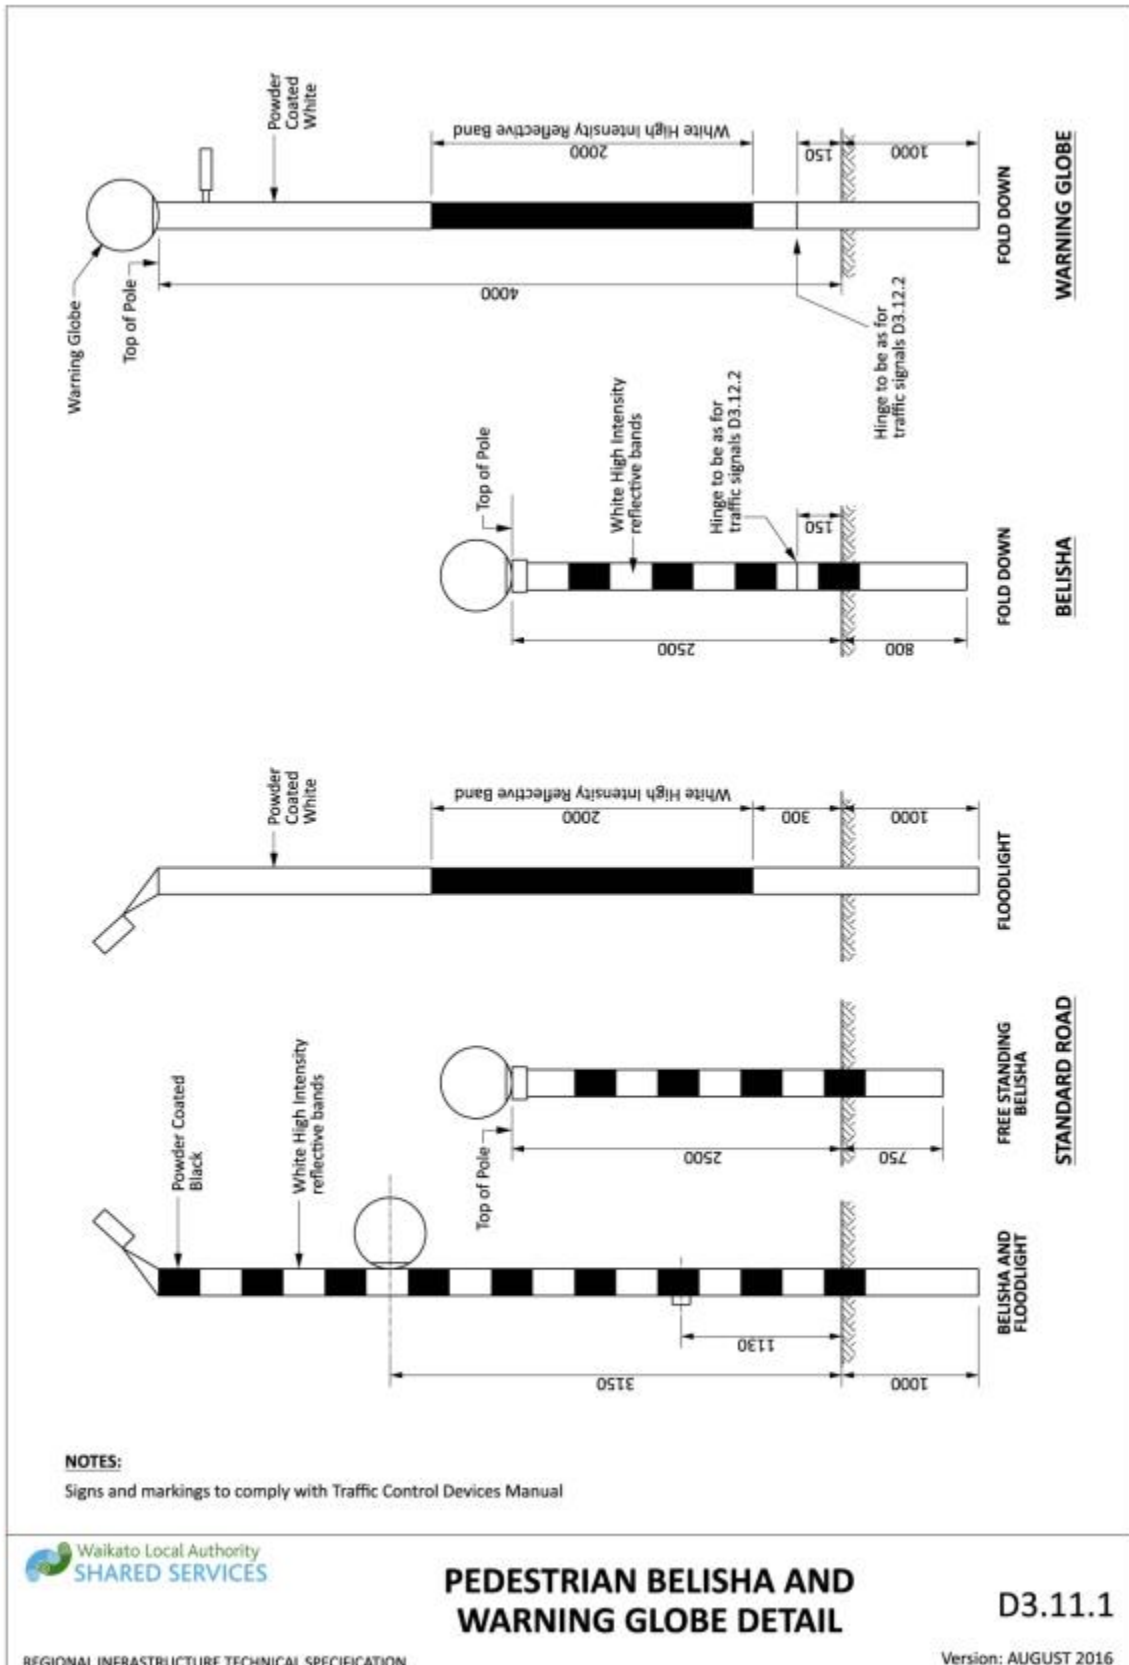 Warning Globe
Top of Pole
Powder
Coated
White
White High Intensity Reflective Band
2000
150
1000
4000
Hinge to be as for
traffic signals D3.12.2
FOLD DOWN
WARNING GLOBE
Top of Pole
White High Intensity
reflective bands
Hinge to be as for
traffic signals D3.12.2
150
2500
800
FOLD DOWN
BELISHA
Powder
Coated
White
White High Intensity Reflective Band
2000
300
1000
FLOODLIGHT
Top of Pole
2500
750
FREE STANDING
BELISHA
STANDARD ROAD
Powder Coated
Black
White High Intensity
reflective bands
1130
3150
1000
BELISHA AND
FLOODLIGHT
NOTES:
Signs and markings to comply with Traffic Control Devices Manual
Waikato Local Authority
SHARED SERVICES
PEDESTRIAN BELISHA AND
WARNING GLOBE DETAIL
D3.11.1
REGIONAL INFRASTRUCTURE TECHNICAL SPECIFICATION
Version: AUGUST 2016